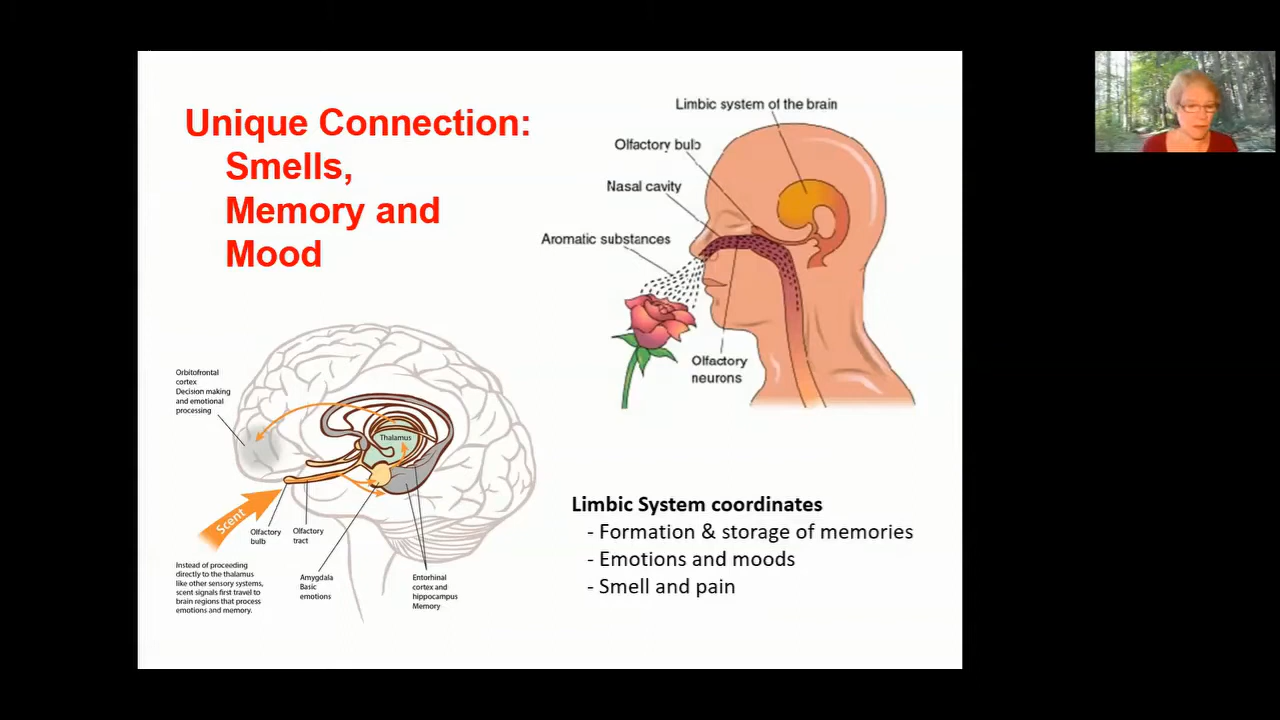 Unique Connection:
Smells,
Memory and
Mood
Limbic system of the brain
Olfactory bulb
Nasal cavity
Aromatic substances
Olfactory
neurons
Orbitofrontal
cortex
Decision making
and emotional
processing
Thalamus
Scent
Olfactory
bulb
Olfactory
tract
Instead of proceeding
directly to the thalamus
like other sensory systems,
scent signals first travel to
brain regions that process
emotions and memory.
Amygdala
Basic
emotions
Entorhinal
cortex and
hippocampus
Memory
Limbic System coordinates
- Formation & storage of memories
- Emotions and moods
- Smell and pain